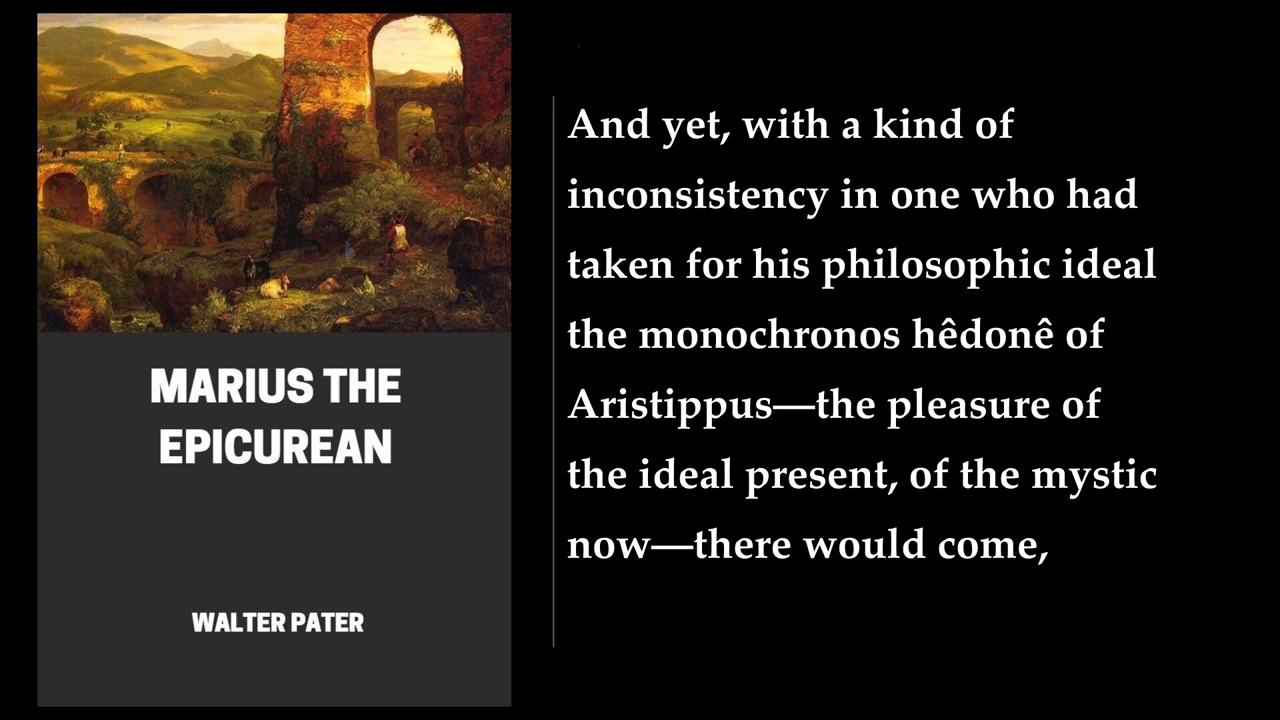 MARIUS THE
EPICUREAN
WALTER PATER
And yet, with a kind of
inconsistency in one who had
taken for his philosophic ideal
the monochronos hêdonê of
Aristippus—the pleasure of
the ideal present, of the mystic
now—there would come,